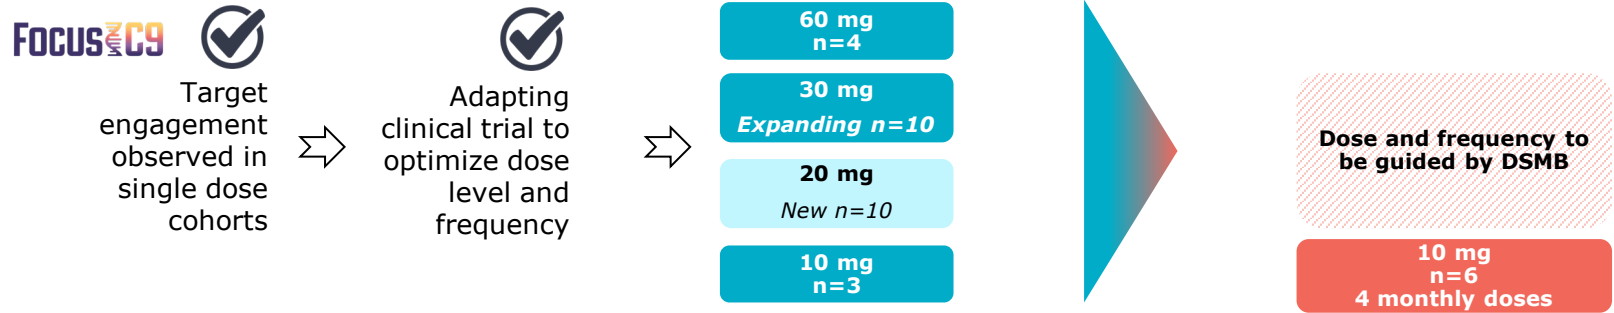 FOCUS C9
Target
engagement
observed in
single dose
cohorts
Adapting
clinical trial to
optimize dose
level and
frequency
60 mg
n=4
30 mg
Expanding n=10
20 mg
New n=10
10 mg
n=3
Dose and frequency to
be guided by DSMB
10 mg
n=6
4 monthly doses